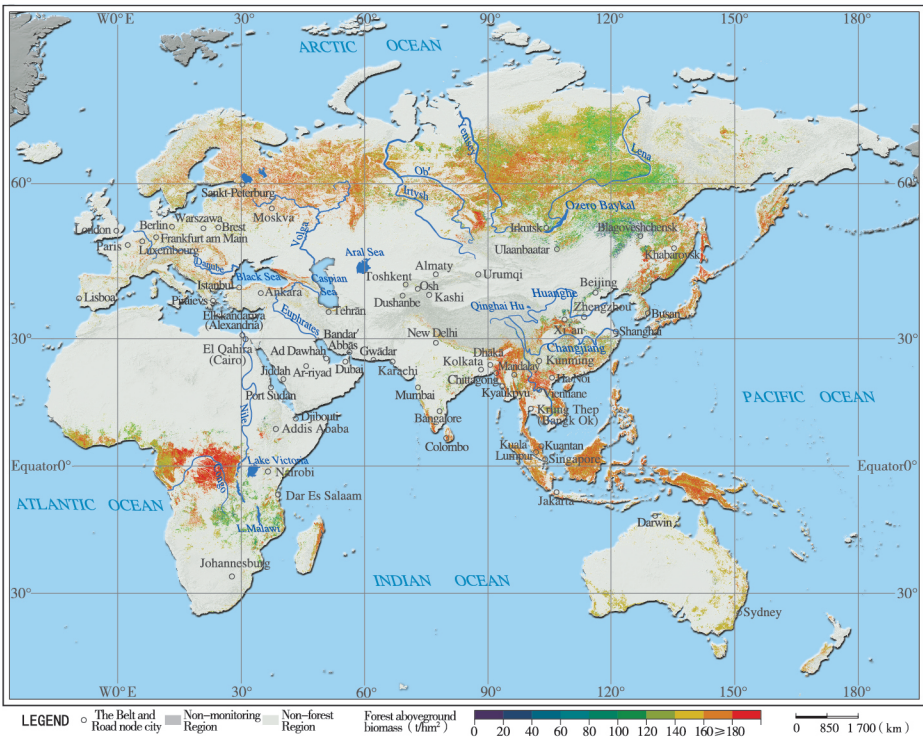 W0°E 30° 60° 90° 120° 150° 180°
ARCTIC OCEAN
Yenisey
Lena
Ob'
Irtysh
60° 60°
Sankt-Peterburg
Moskva
Volga
Ozero Baykal
Irkutsk
Blagoveshchensk
Ulaanbaatar
Khabarovsk
London
Berlin
Warszawa
Brest
Frankfurt am Main
Paris
Luxembourg
Danube
Black Sea
Istanbul
Ankara
Lisboa
Piraievs
Caspian
Sea
Aral Sea
Toshkent
Almaty
Urumqi
Osh
Dushanbe
Kashi
Tehrān
Beijing
Huanghe
Zhengzhou
Qinghai Hu
Xi'an
Busan
Shanghai
Changjiang
ElIskandariya
(Alexandria)
Euphrates
30° 30°
El Qahira
(Cairo)
Bandar'
Abbās
Ad Dawhah
Gwādar
Jiddah
Ar-riyad
Dubai
Karachi
New Delhi
Dhaka
Kolkata
Mandalay
Kunming
Chittagong
Kyaukpyu
Ha Noi
Vientiane
Port Sudan
Mumbai
Krung Thep
(Bangk Ok)
Nile
Djibouti
Addis Ababa
Bangalore
Colombo
PACIFIC OCEAN
Kuala
Lumpur
Kuantan
Singapore
Equator0° Equator0°
Lake Victoria
Nairobi
Congo
ATLANTIC OCEAN
Dar Es Salaam
Jakarta
L.Malawi
Darwin
Johannesburg
INDIAN OCEAN
30° 30°
Sydney
W0°E 30° 60° 90° 120° 150° 180°
LEGEND
The Belt and
Road node city
Non-monitoring
Region
Non-forest
Region
Forest aboveground
biomass (t/hm²)
0 20 40 60 80 100 120 140 160≥180
0 850 1 700 (km)